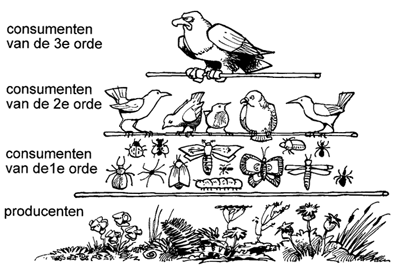 consumenten
van de 3e orde
consumenten
van de 2e orde
consumenten
van de1e orde
producenten